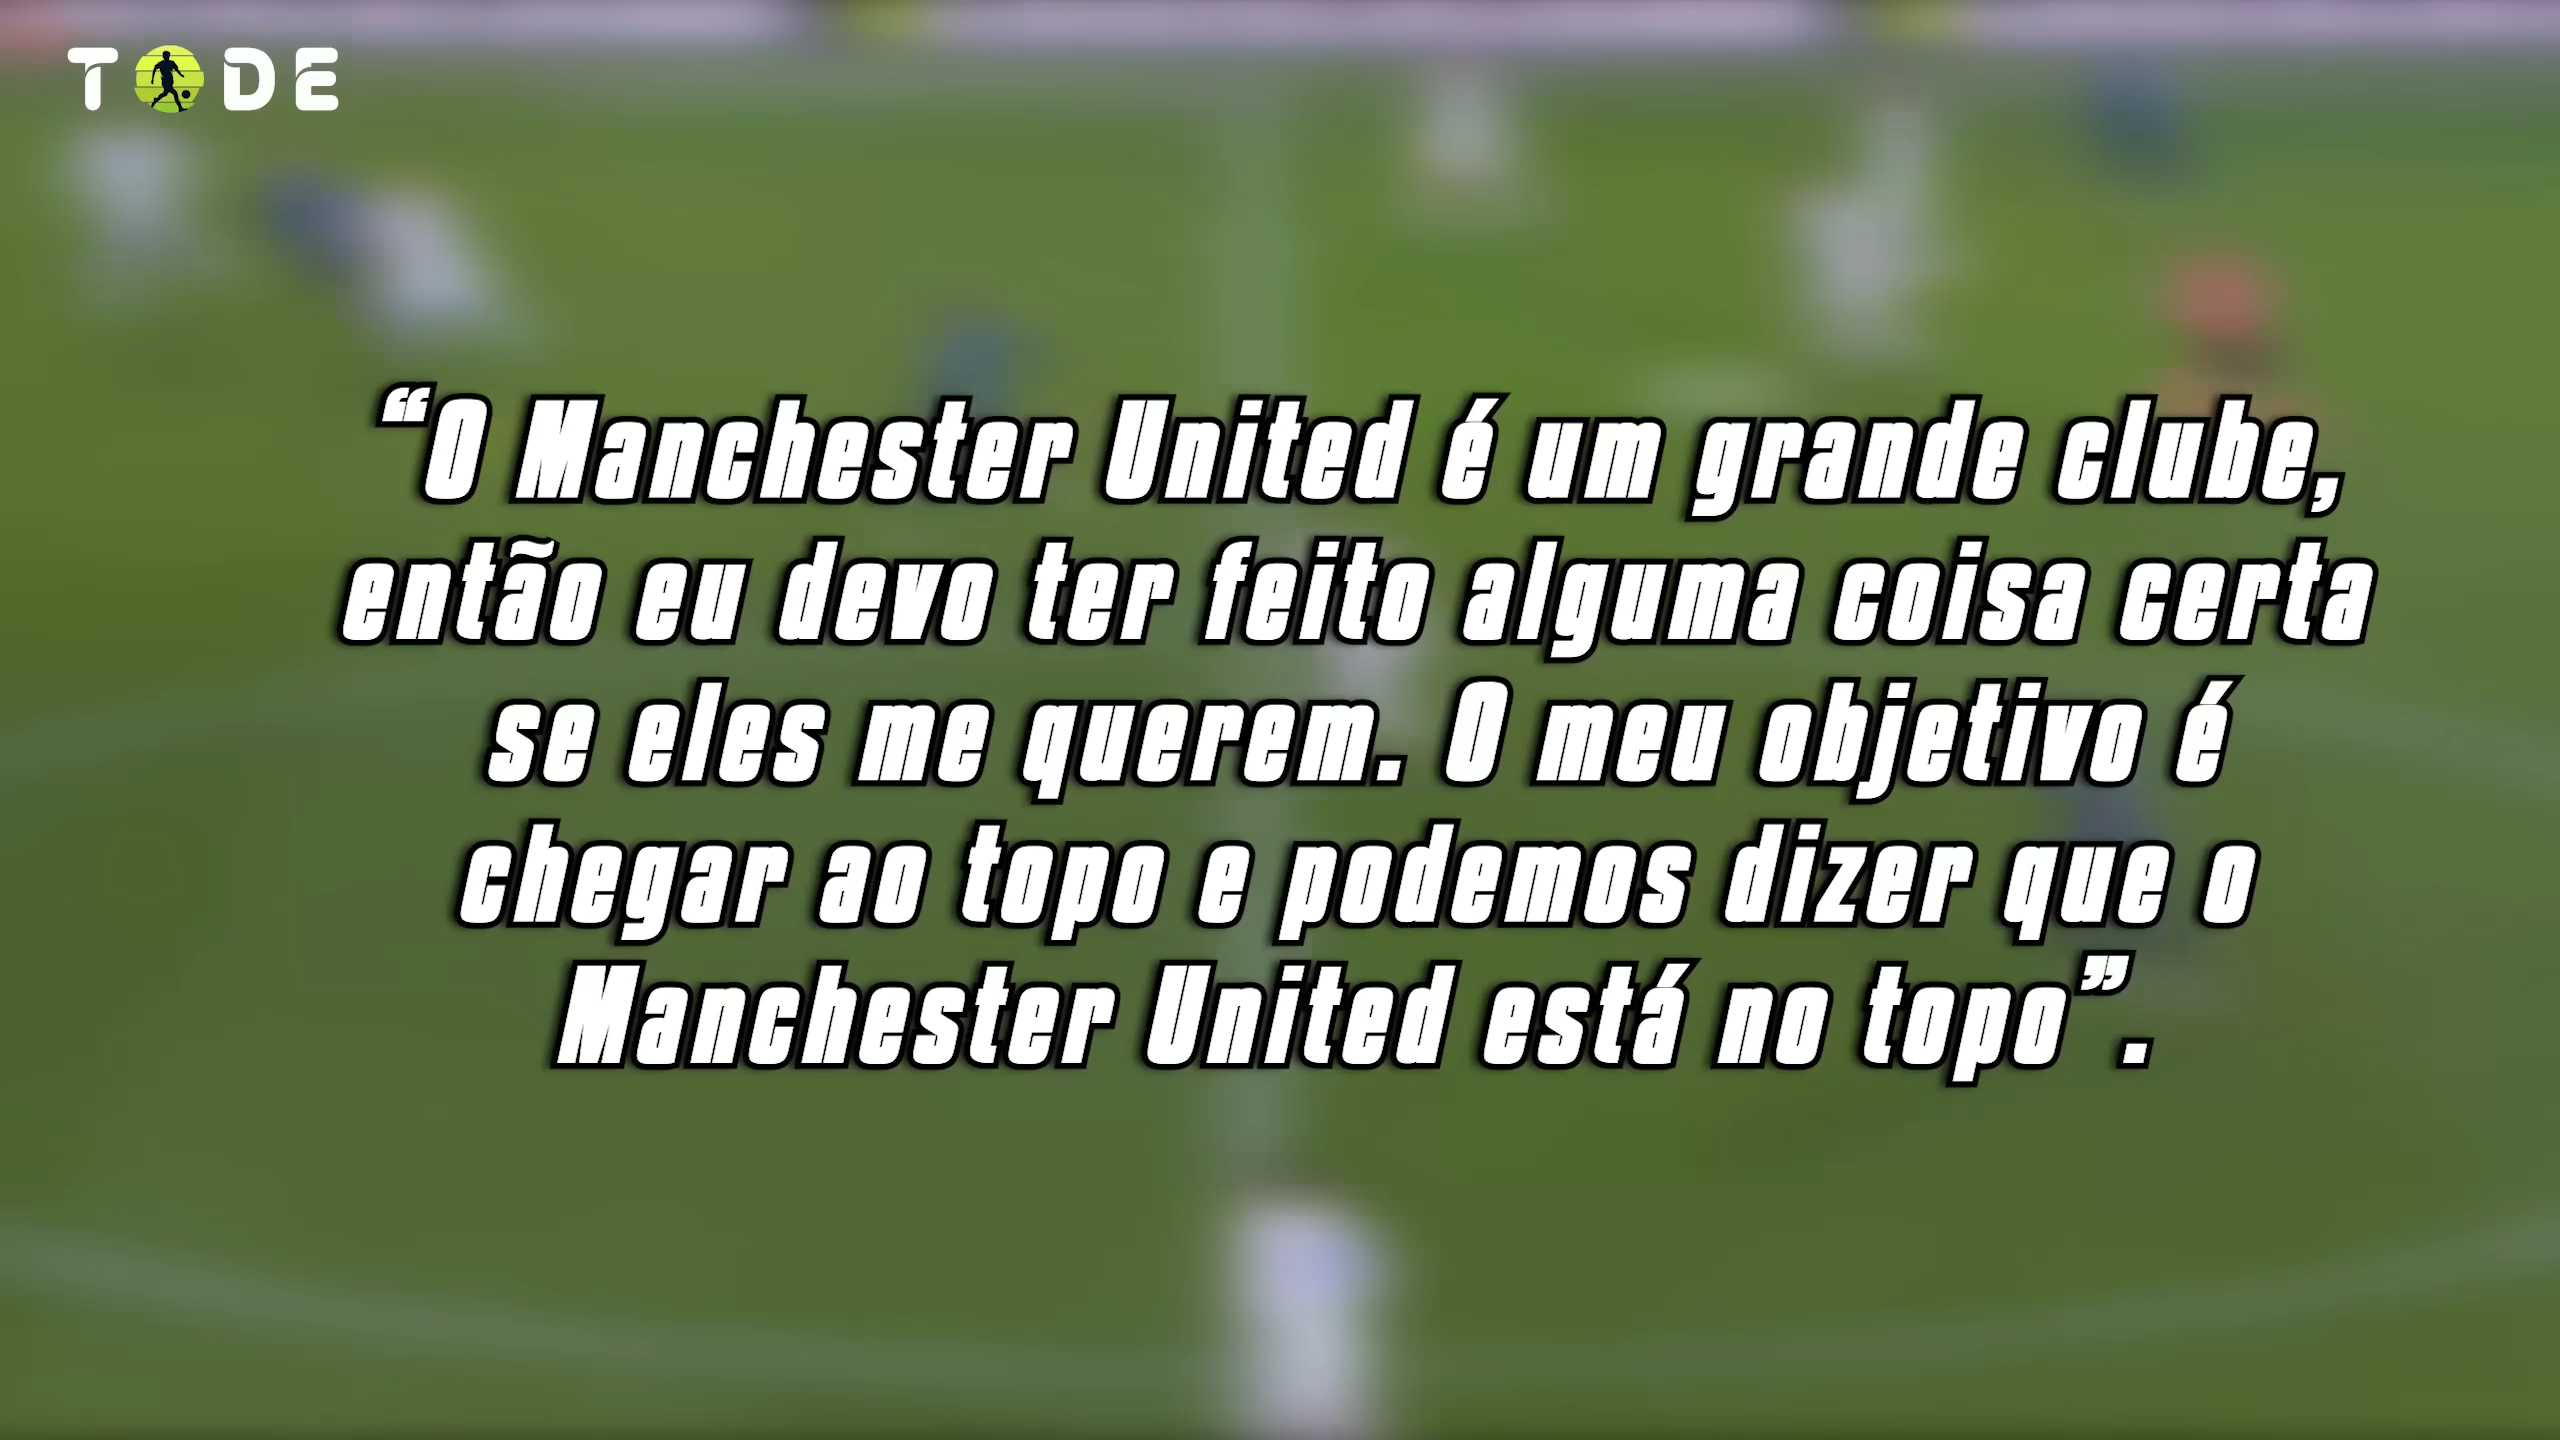 TODE
“O Manchester United é um grande clube,
então eu devo ter feito alguma coisa certa
se eles me querem. O meu objetivo é
chegar ao topo e podemos dizer que o
Manchester United está no topo”.